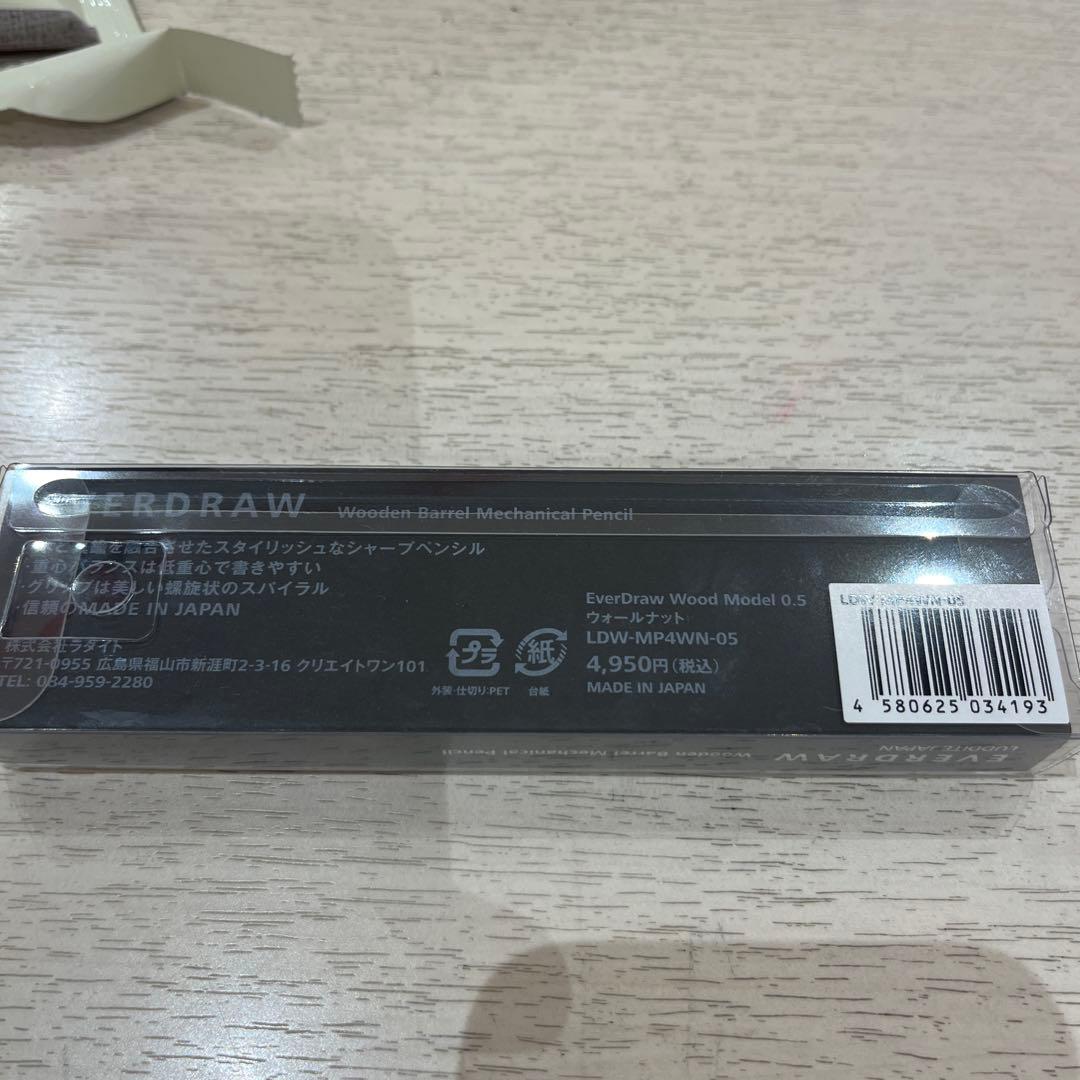 ERDRAW Wooden Barrel Mechanical Pencil
を融合させたスタイリッシュなシャープペンシル
・重心バランスは低重心で書きやすい
・グリップは美しい螺旋状のスパイラル
・信頼のMADE IN JAPAN
株式会社ラダイト
〒721-0955 広島県福山市新涯町2-3-16 クリエイトワン101
TEL: 084-959-2280
プラ
外装・仕切り:PET
紙
台紙
EverDraw Wood Model 0.5
ウォールナット
LDW-MP4WN-05
4,950円(税込)
MADE IN JAPAN
LDW-MP4WN-05
4 580625 034193
EVERDRAW - Wooden Barrel Mechanical Pencil
LUDDITE JAPAN